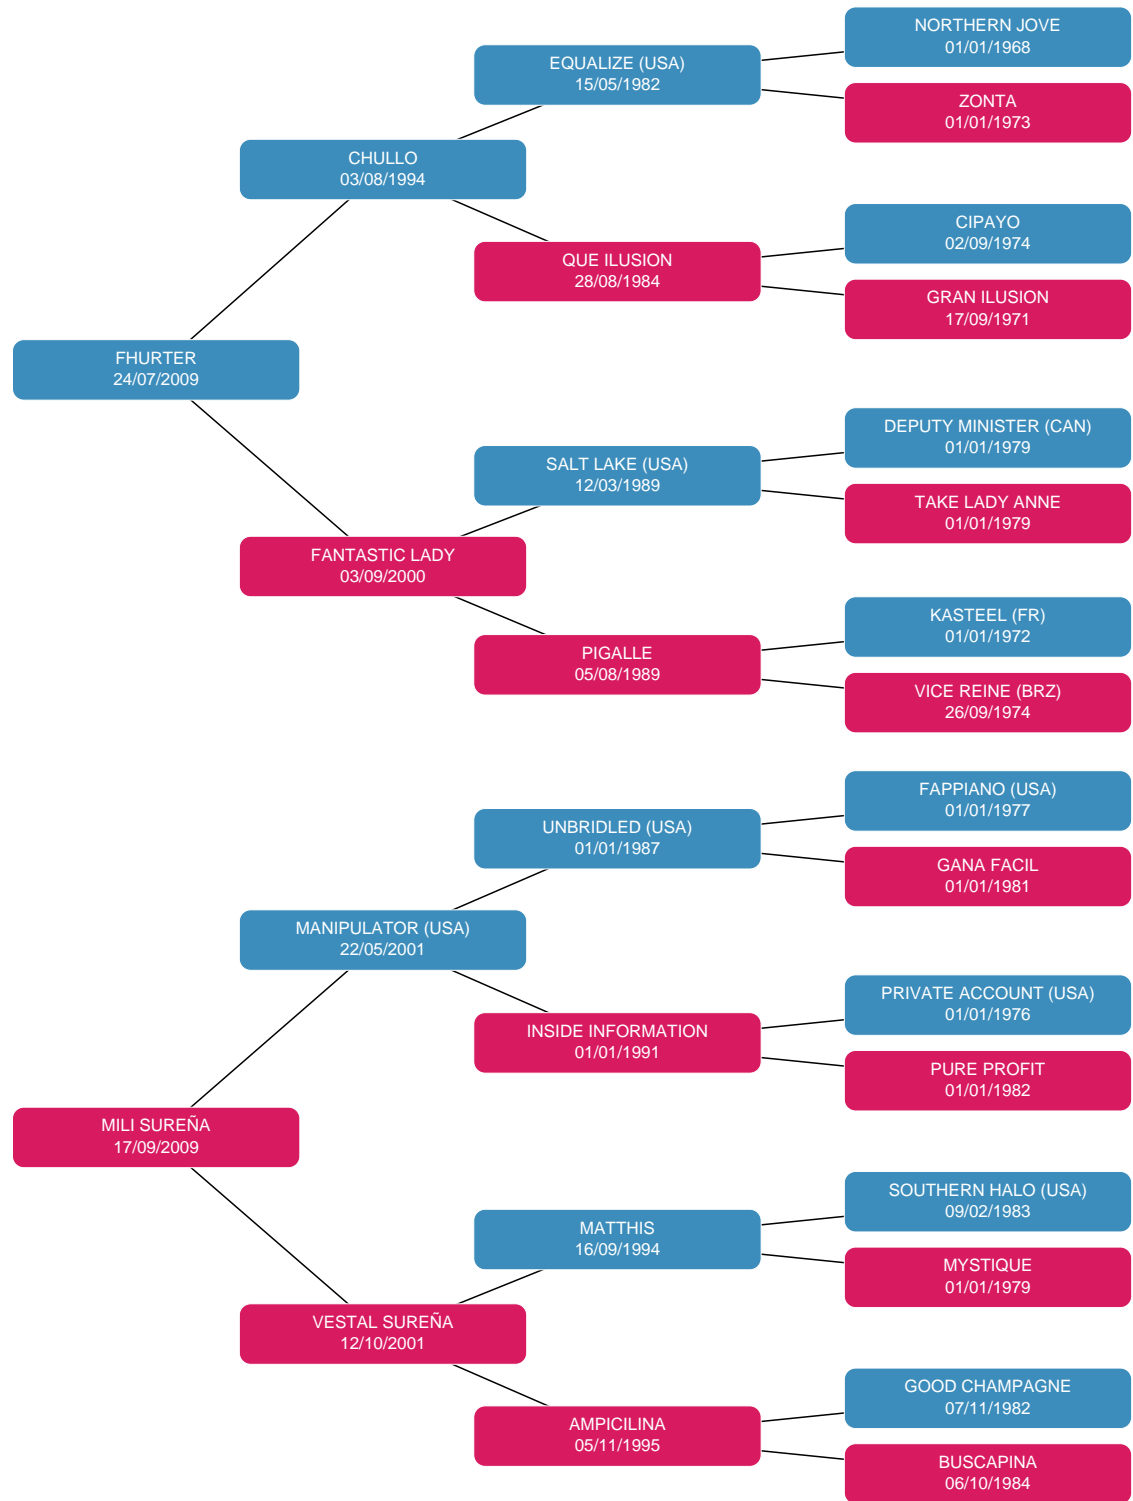 NORTHERN JOVE
01/01/1968
EQUALIZE (USA)
15/05/1982
ZONTA
01/01/1973
CHULLO
03/08/1994
CIPAYO
02/09/1974
QUE ILUSION
28/08/1984
GRAN ILUSION
17/09/1971
FHURTER
24/07/2009
DEPUTY MINISTER (CAN)
01/01/1979
SALT LAKE (USA)
12/03/1989
TAKE LADY ANNE
01/01/1979
FANTASTIC LADY
03/09/2000
KASTEEL (FR)
01/01/1972
PIGALLE
05/08/1989
VICE REINE (BRZ)
26/09/1974
FAPPIANO (USA)
01/01/1977
UNBRIDLED (USA)
01/01/1987
GANA FACIL
01/01/1981
MANIPULATOR (USA)
22/05/2001
PRIVATE ACCOUNT (USA)
01/01/1976
INSIDE INFORMATION
01/01/1991
PURE PROFIT
01/01/1982
MILI SUREÑA
17/09/2009
SOUTHERN HALO (USA)
09/02/1983
MATTHIS
16/09/1994
MYSTIQUE
01/01/1979
VESTAL SUREÑA
12/10/2001
GOOD CHAMPAGNE
07/11/1982
AMPICILINA
05/11/1995
BUSCAPINA
06/10/1984